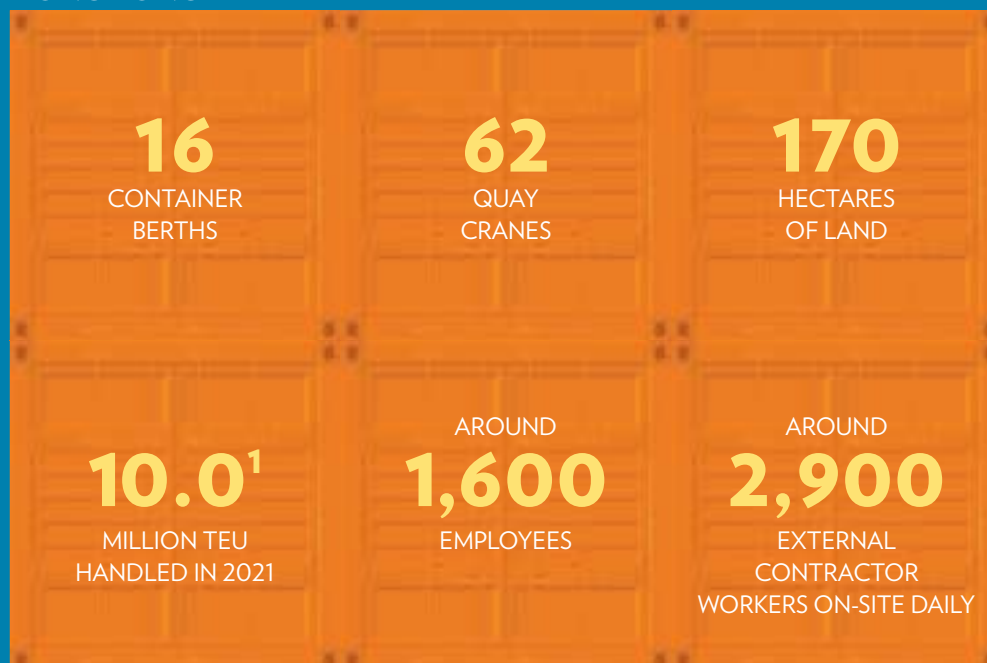 16
CONTAINER
BERTHS
62
QUAY
CRANES
170
HECTARES
OF LAND
10.0¹
MILLION TEU
HANDLED IN 2021
AROUND
1,600
EMPLOYEES
AROUND
2,900
EXTERNAL
CONTRACTOR
WORKERS ON-SITE DAILY